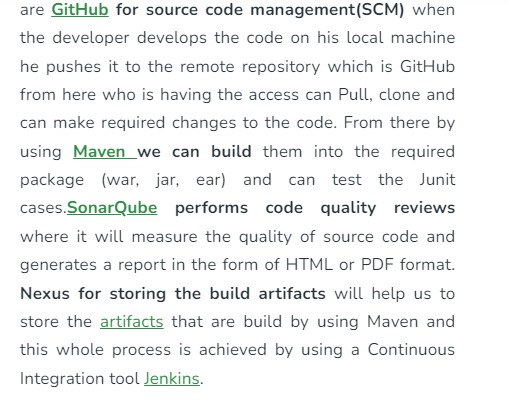 are GitHub for source code management(SCM) when
the developer develops the code on his local machine
he pushes it to the remote repository which is GitHub
from here who is having the access can Pull, clone and
can make required changes to the code. From there by
using Maven we can build them into the required
package (war, jar, ear) and can test the Junit
cases.SonarQube performs code quality reviews
where it will measure the quality of source code and
generates a report in the form of HTML or PDF format.
Nexus for storing the build artifacts will help us to
store the artifacts that are build by using Maven and
this whole process is achieved by using a Continuous
Integration tool Jenkins.